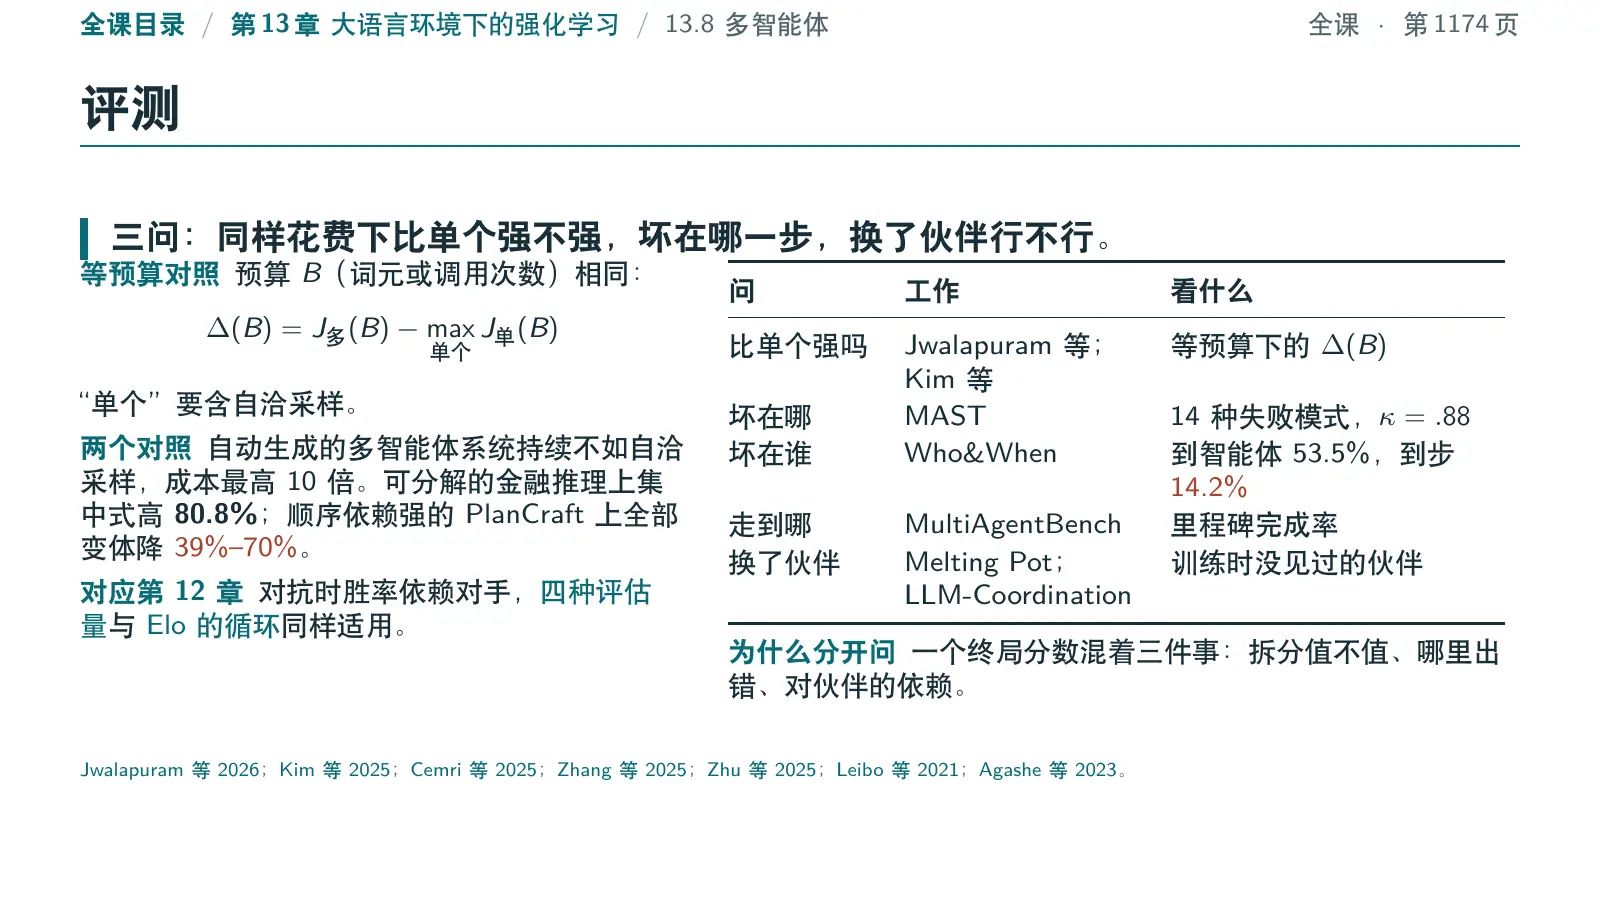 全课目录 / 第13章 大语言环境下的强化学习 / 13.8 多智能体
全课 · 第1174页
评测
三问：同样花费下比单个强不强，坏在哪一步，换了伙伴行不行。
等预算对照 预算 B（词元或调用次数）相同：
Δ(B) = J多(B) − max J单(B)
单个
“单个” 要含自洽采样。
两个对照 自动生成的多智能体系统持续不如自洽
采样，成本最高 10 倍。可分解的金融推理上集
中式高 80.8%；顺序依赖强的 PlanCraft 上全部
变体降 39%–70%。
对应第 12 章 对抗时胜率依赖对手，四种评估
量与 Elo 的循环同样适用。
问 工作 看什么
比单个强吗 Jwalapuram 等； 等预算下的 Δ(B)
Kim 等
坏在哪 MAST 14 种失败模式，κ = .88
坏在谁 Who&When 到智能体 53.5%，到步
14.2%
走到哪 MultiAgentBench 里程碑完成率
换了伙伴 Melting Pot； 训练时没见过的伙伴
LLM-Coordination
为什么分开问 一个终局分数混着三件事：拆分值不值、哪里出
错、对伙伴的依赖。
Jwalapuram 等 2026；Kim 等 2025；Cemri 等 2025；Zhang 等 2025；Zhu 等 2025；Leibo 等 2021；Agashe 等 2023。